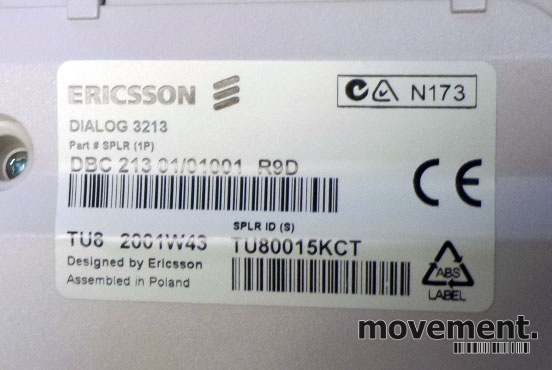 ERICSSON
N173
DIALOG 3213
Part # SPLR (1P)
DBC 213 01/01001 R9D
CE
SPLR ID (S)
TU8 2001W43 TU80015KCT
Designed by Ericsson
Assembled in Poland
ABS
LABEL
movement.